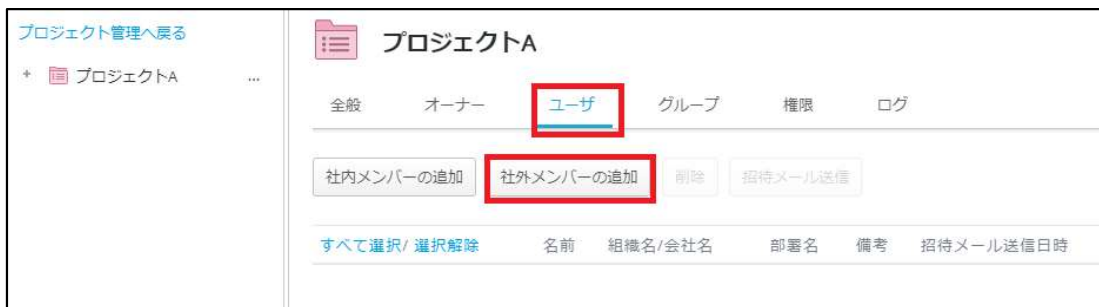 プロジェクト管理へ戻る
+ プロジェクトA ...
プロジェクトA
全般 オーナー ユーザ グループ 権限 ログ
社内メンバーの追加 社外メンバーの追加 削除 招待メール送信
すべて選択/ 選択解除 名前 組織名/会社名 部署名 備考 招待メール送信日時